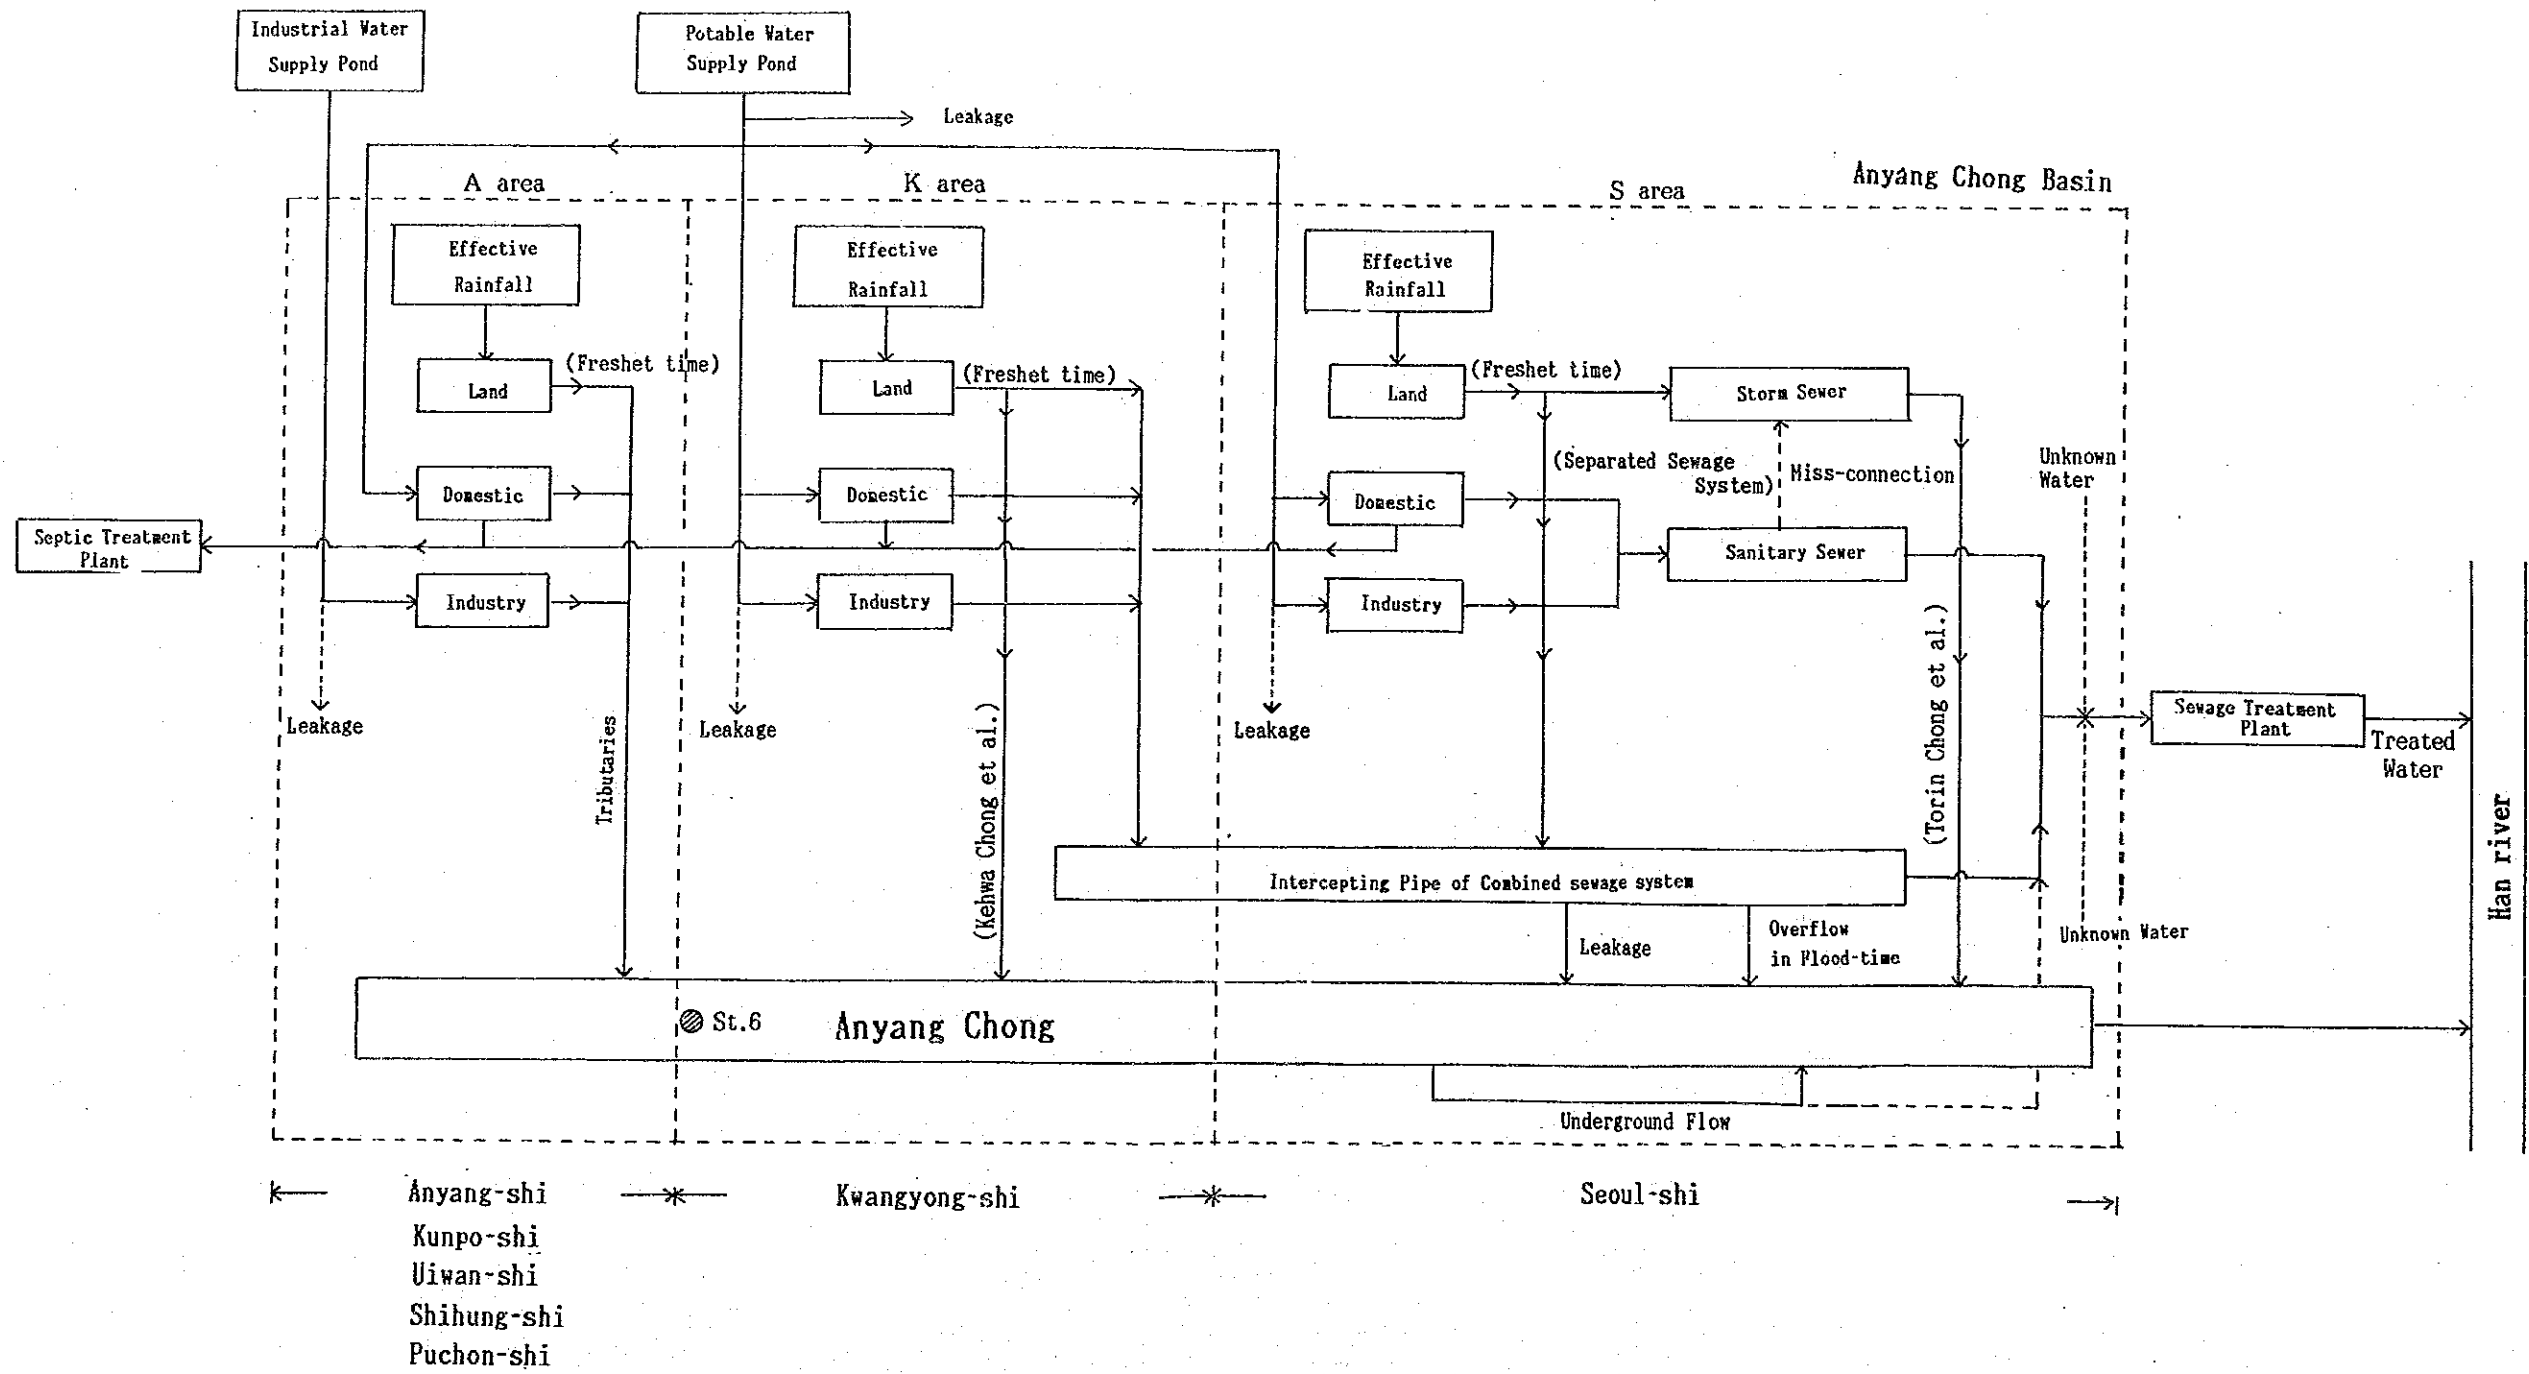 Industrial Water
Supply Pond
Potable Water
Supply Pond
Leakage
Anyang Chong Basin
A area
K area
S area
Effective
Rainfall
Effective
Rainfall
Effective
Rainfall
(Freshet time)
(Freshet time)
(Freshet time)
Land
Land
Land
Storm Sewer
(Separated Sewage
System)
Miss-connection
Unknown
Water
Domestic
Domestic
Domestic
Septic Treatment
Plant
Sanitary Sewer
Industry
Industry
Industry
Leakage
Leakage
Leakage
Tributaries
(Kehwa Chong et al.)
(Torin Chong et al.)
Sewage Treatment
Plant
Treated
Water
Han river
Intercepting Pipe of Combined sewage system
Leakage
Overflow
in Flood-time
Unknown Water
St.6
Anyang Chong
Underground Flow
Anyang-shi
Kwangyong-shi
Seoul-shi
Kunpo-shi
Uiwan-shi
Shihung-shi
Puchon-shi